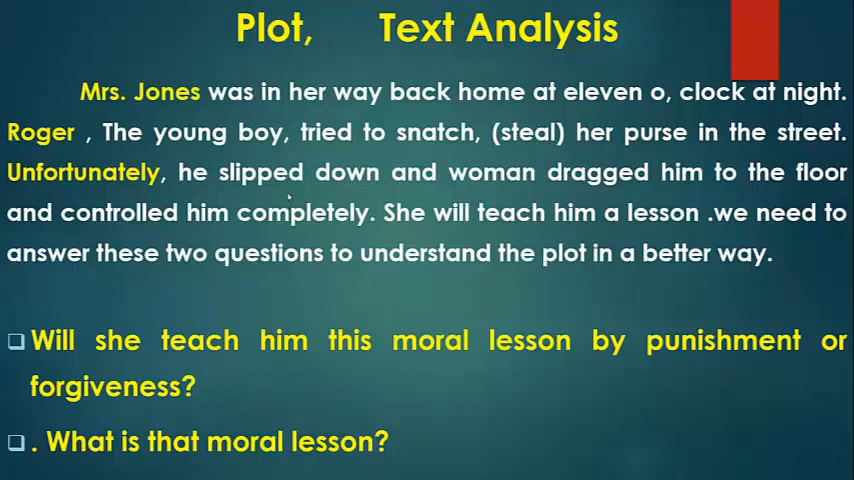 Plot, Text Analysis
Mrs. Jones was in her way back home at eleven o, clock at night.
Roger , The young boy, tried to snatch, (steal) her purse in the street.
Unfortunately, he slipped down and woman dragged him to the floor
and controlled him completely. She will teach him a lesson .we need to
answer these two questions to understand the plot in a better way.
Will she teach him this moral lesson by punishment or
forgiveness?
. What is that moral lesson?